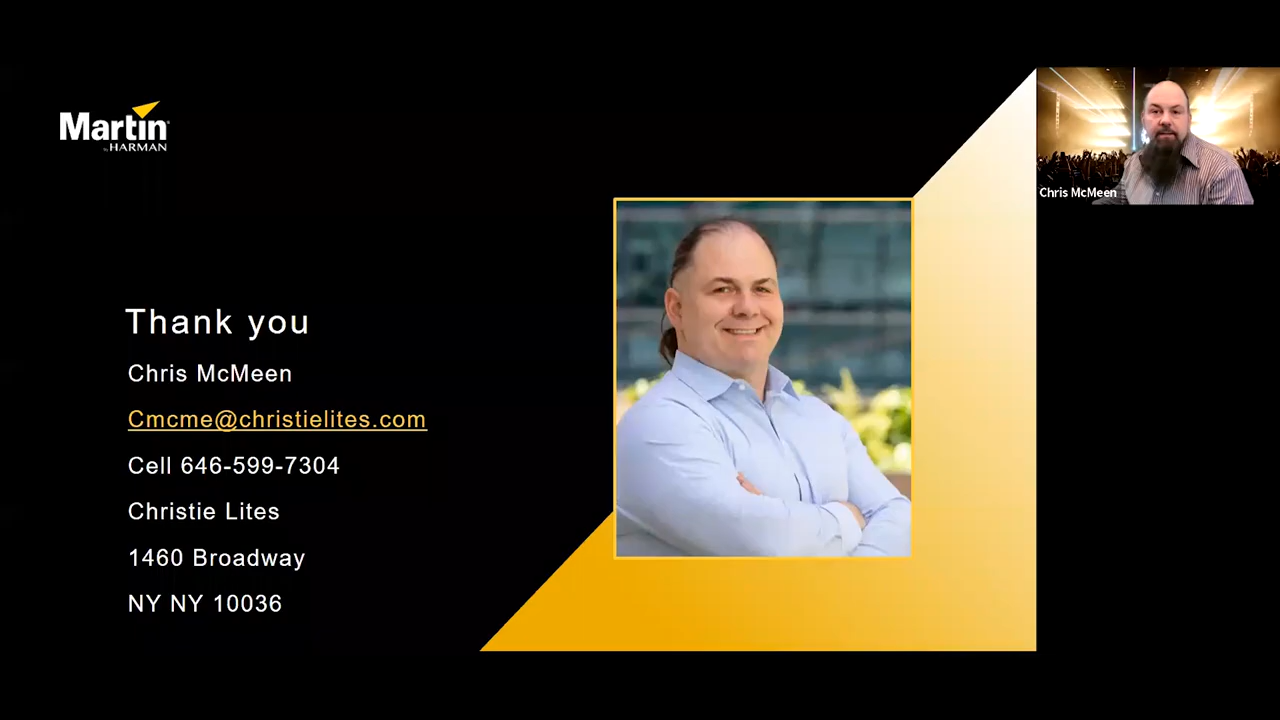 Martin
by HARMAN
Chris McMeen
Thank you
Chris McMeen
Cmcme@christielites.com
Cell 646-599-7304
Christie Lites
1460 Broadway
NY NY 10036